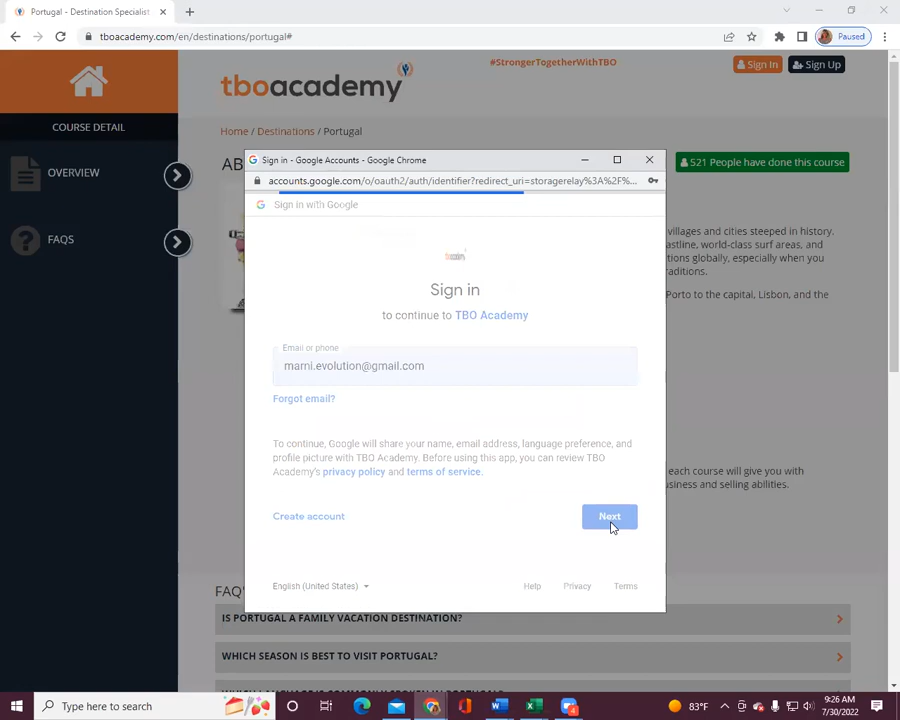 Portugal - Destination Specialist
tboacademy.com/en/destinations/portugal#
Paused
#StrongerTogetherWithTBO
Sign In
Sign Up
tboacademy
COURSE DETAIL
Home / Destinations / Portugal
OVERVIEW
FAQS
AB
521 People have done this course
Sign in - Google Accounts - Google Chrome
accounts.google.com/o/oauth2/auth/identifier?redirect_uri=storagerelay%3A%2F%...
Sign in with Google
villages and cities steeped in history.
astline, world-class surf areas, and
nations globally, especially when you
raditions.
Porto to the capital, Lisbon, and the
tboacademy
Sign in
to continue to TBO Academy
Email or phone
marni.evolution@gmail.com
Forgot email?
To continue, Google will share your name, email address, language preference, and
profile picture with TBO Academy. Before using this app, you can review TBO
Academy's privacy policy and terms of service.
each course will give you with
usiness and selling abilities.
Create account
Next
English (United States)
Help
Privacy
Terms
FAQ'
IS PORTUGAL A FAMILY VACATION DESTINATION?
WHICH SEASON IS BEST TO VISIT PORTUGAL?
Type here to search
83°F
9:26 AM
7/30/2022